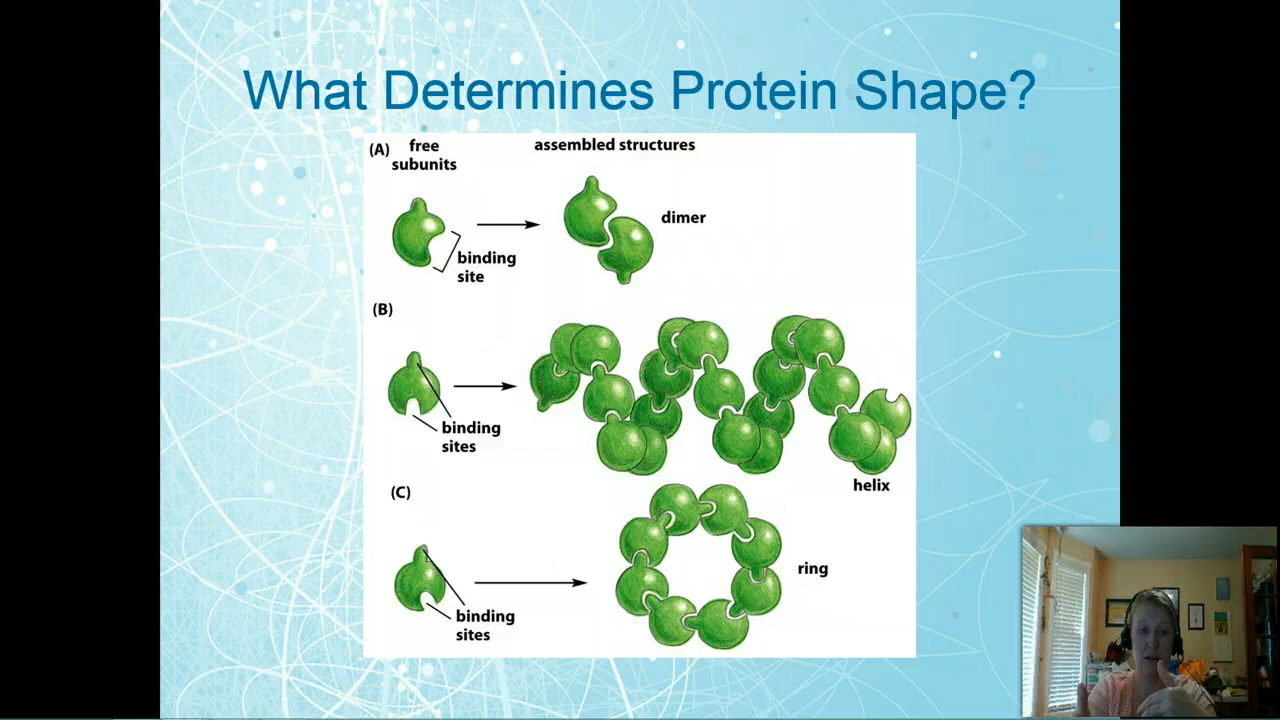 What Determines Protein Shape?
(A) free subunits
assembled structures
dimer
binding
site
(B)
binding
sites
helix
(C)
ring
binding
sites